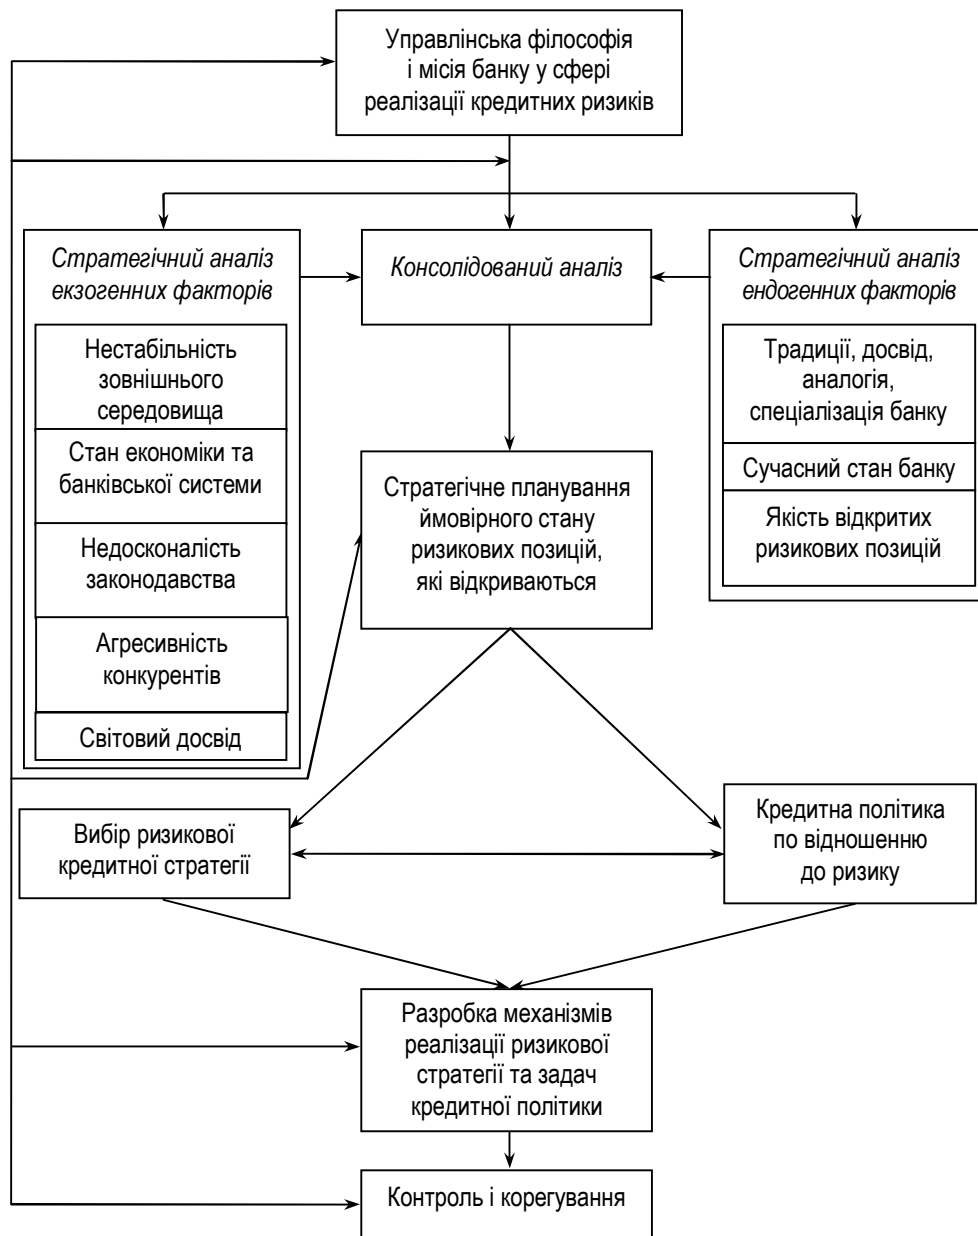 Управлінська філософія
і місія банку у сфері
реалізації кредитних ризиків
Стратегічний аналіз
екзогенних факторів
Нестабільність
зовнішнього
середовища
Стан економіки та
банківської системи
Недосконалість
законодавства
Агресивність
конкурентів
Світовий досвід
Консолідований аналіз
Стратегічний аналіз
ендогенних факторів
Традиції, досвід,
аналогія,
спеціалізація банку
Сучасний стан банку
Якість відкритих
ризикових позицій
Стратегічне планування
ймовірного стану
ризикових позицій,
які відкриваються
Вибір ризикової
кредитної стратегії
Кредитна політика
по відношенню
до ризику
Разробка механізмів
реалізації ризикової
стратегії та задач
кредитної політики
Контроль і корегування